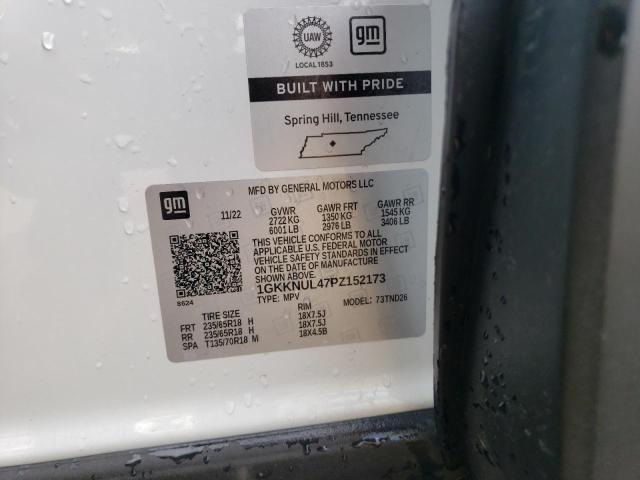 UAW
gm
LOCAL 1853
BUILT WITH PRIDE
Spring Hill, Tennessee
gm
MFD BY GENERAL MOTORS LLC
11/22 GVWR GAWR FRT GAWR RR
2722 KG 1350 KG 1545 KG
6001 LB 2976 LB 3406 LB
THIS VEHICLE CONFORMS TO ALL
APPLICABLE U.S. FEDERAL MOTOR
VEHICLE SAFETY STANDARDS IN EFFECT
ON THE DATE OF MANUFACTURE SHOWN ABOVE.
1GKKNUL47PZ152173
8624 TYPE: MPV MODEL: 73TND26
TIRE SIZE RIM
FRT 235/65R18 H 18X7.5J
RR 235/65R18 H 18X7.5J
SPA T135/70R18 M 18X4.5B